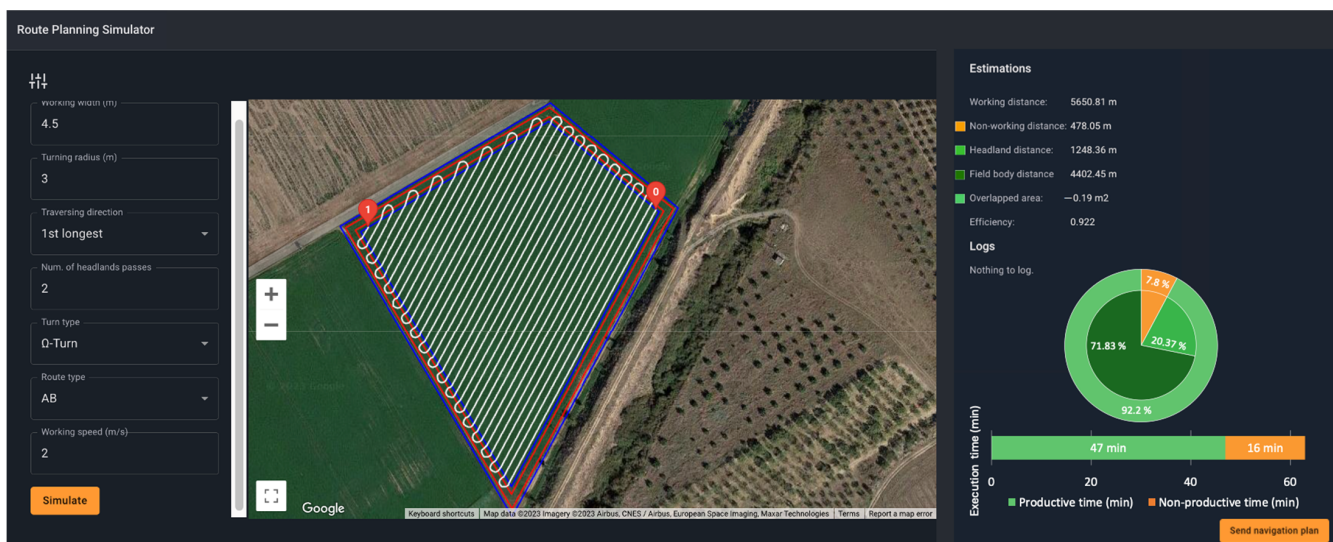 Route Planning Simulator
Working width (m)
4.5
Turning radius (m)
3
Traversing direction
1st longest
Num. of headlands passes
2
Turn type
Ω-Turn
Route type
AB
Working speed (m/s)
2
Simulate
0
1
+
−
© 2023 Google
Google
Keyboard shortcuts
Map data ©2023 Imagery ©2023 Airbus, CNES / Airbus, European Space Imaging, Maxar Technologies
Terms
Report a map error
Estimations
Working distance: 5650.81 m
Non-working distance: 478.05 m
Headland distance: 1248.36 m
Field body distance 4402.45 m
Overlapped area: −0.19 m2
Efficiency: 0.922
Logs
Nothing to log.
7.8 %
71.83 %
20.37 %
92.2 %
Execution time (min)
47 min
16 min
0 20 40 60
Productive time (min) Non-productive time (min)
Send navigation plan